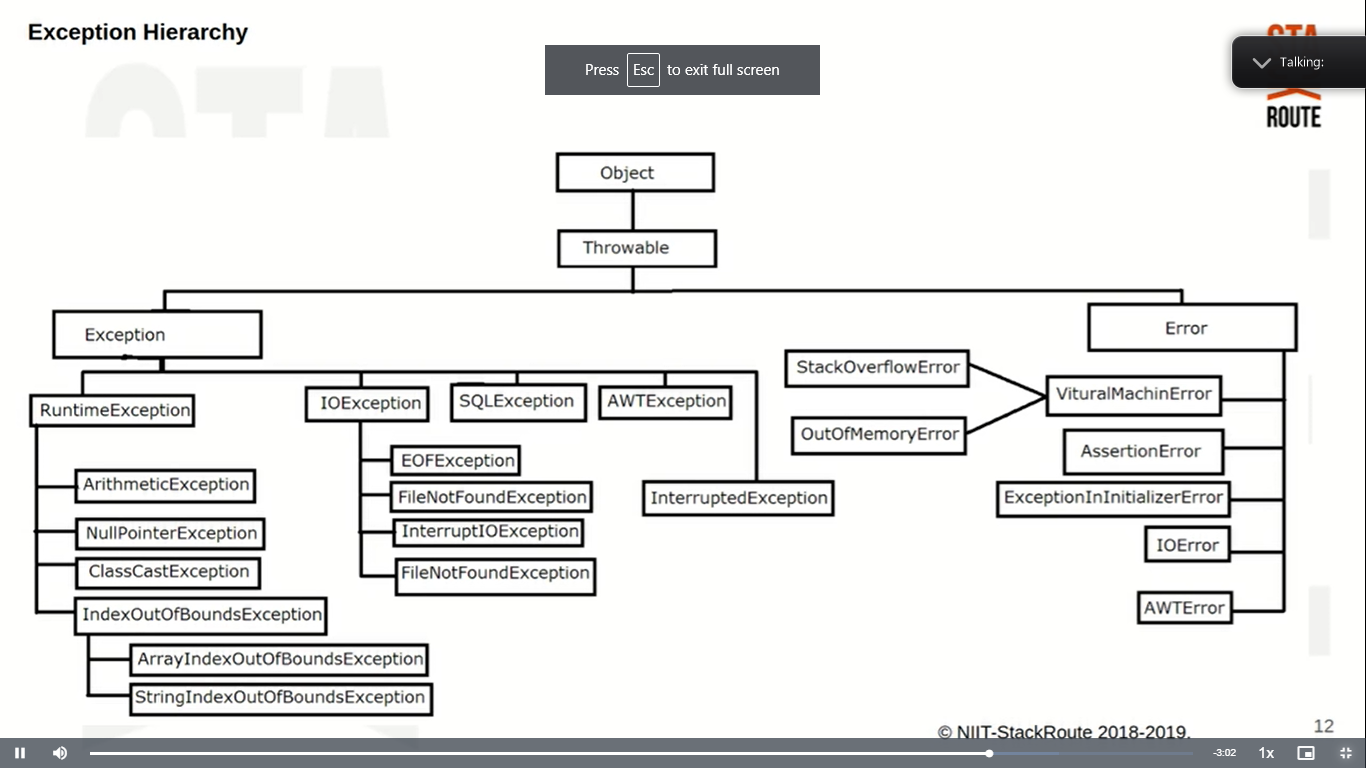 Exception Hierarchy
Press Esc to exit full screen
Talking:
ROUTE
Object
Throwable
Exception
Error
RuntimeException
IOException
SQLException
AWTException
StackOverflowError
VituralMachinError
OutOfMemoryError
AssertionError
EOFException
ArithmeticException
FileNotFoundException
InterruptedException
ExceptionInInitializerError
NullPointerException
InterruptIOException
IOError
ClassCastException
FileNotFoundException
IndexOutOfBoundsException
AWTError
ArrayIndexOutOfBoundsException
StringIndexOutOfBoundsException
12
© NIIT-StackRoute 2018-2019.
-3:02
1x